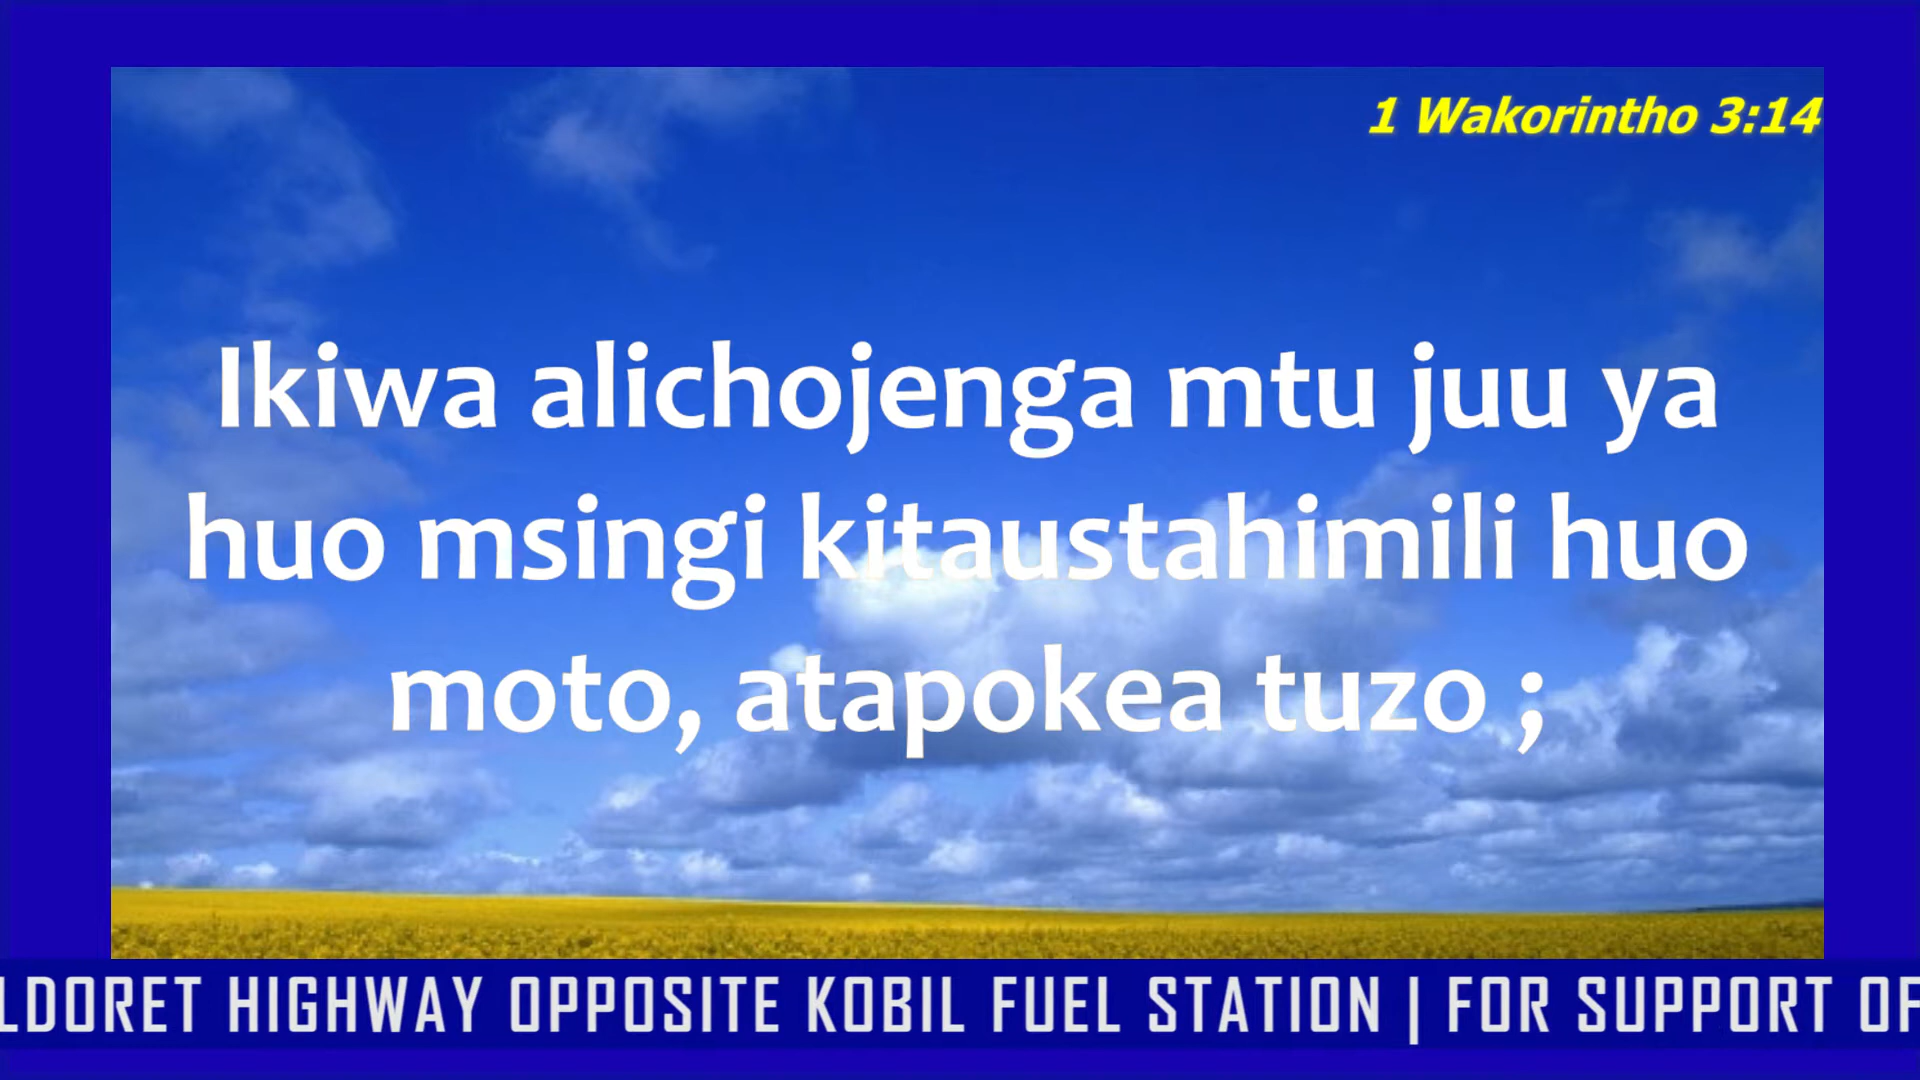 1 Wakorintho 3:14
Ikiwa alichojenga mtu juu ya
huo msingi kitaustahimili huo
moto, atapokea tuzo ;
LDORET HIGHWAY OPPOSITE KOBIL FUEL STATION | FOR SUPPORT OF